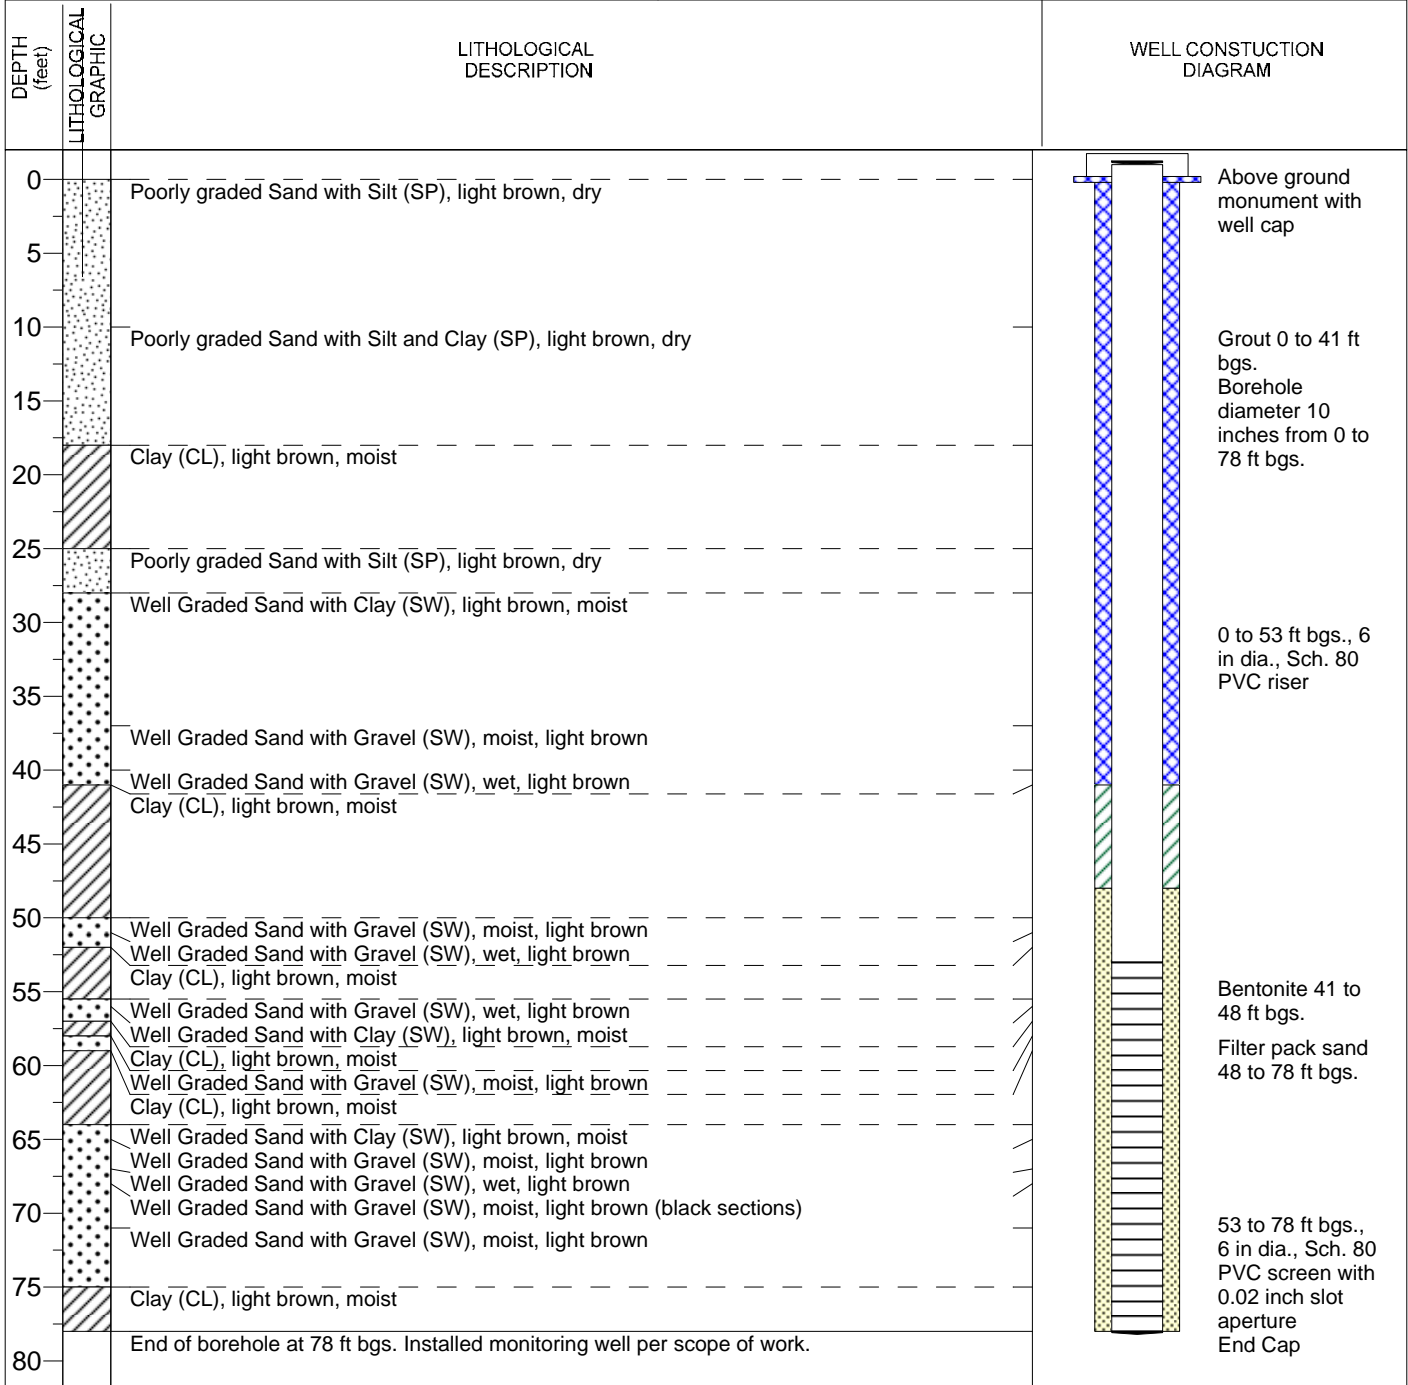 DEPTH
(feet)
LITHOLOGICAL
GRAPHIC
LITHOLOGICAL
DESCRIPTION
WELL CONSTUCTION
DIAGRAM
0
5
10
15
20
25
30
35
40
45
50
55
60
65
70
75
80
Poorly graded Sand with Silt (SP), light brown, dry
Poorly graded Sand with Silt and Clay (SP), light brown, dry
Clay (CL), light brown, moist
Poorly graded Sand with Silt (SP), light brown, dry
Well Graded Sand with Clay (SW), light brown, moist
Well Graded Sand with Gravel (SW), moist, light brown
Well Graded Sand with Gravel (SW), wet, light brown
Clay (CL), light brown, moist
Well Graded Sand with Gravel (SW), moist, light brown
Well Graded Sand with Gravel (SW), wet, light brown
Clay (CL), light brown, moist
Well Graded Sand with Gravel (SW), wet, light brown
Well Graded Sand with Clay (SW), light brown, moist
Clay (CL), light brown, moist
Well Graded Sand with Gravel (SW), moist, light brown
Clay (CL), light brown, moist
Well Graded Sand with Clay (SW), light brown, moist
Well Graded Sand with Gravel (SW), moist, light brown
Well Graded Sand with Gravel (SW), wet, light brown
Well Graded Sand with Gravel (SW), moist, light brown (black sections)
Well Graded Sand with Gravel (SW), moist, light brown
Clay (CL), light brown, moist
End of borehole at 78 ft bgs. Installed monitoring well per scope of work.
Above ground
monument with
well cap
Grout 0 to 41 ft
bgs.
Borehole
diameter 10
inches from 0 to
78 ft bgs.
0 to 53 ft bgs., 6
in dia., Sch. 80
PVC riser
Bentonite 41 to
48 ft bgs.
Filter pack sand
48 to 78 ft bgs.
53 to 78 ft bgs.,
6 in dia., Sch. 80
PVC screen with
0.02 inch slot
aperture
End Cap